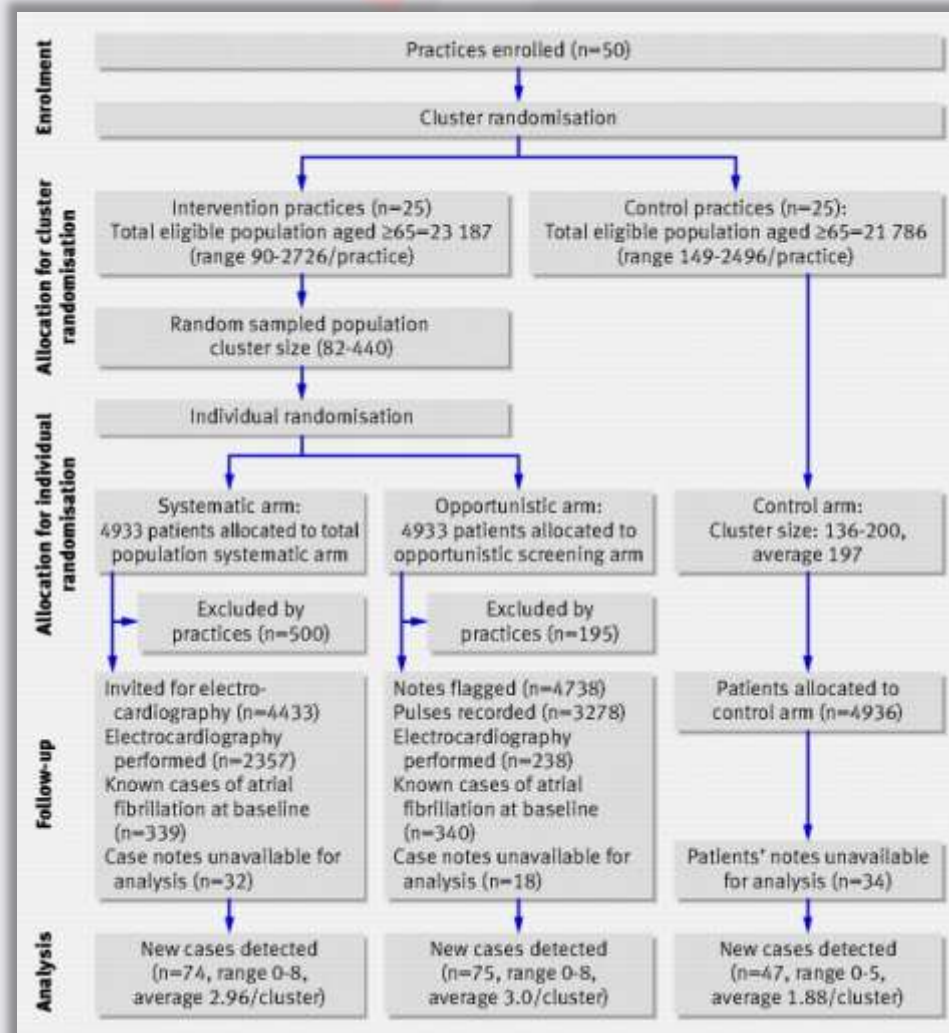 Enrolment
Practices enrolled (n=50)
Cluster randomisation
Allocation for cluster
randomisation
Intervention practices (n=25)
Total eligible population aged ≥65=23 187
(range 90-2726/practice)
Control practices (n=25):
Total eligible population aged ≥65=21 786
(range 149-2496/practice)
Random sampled population
cluster size (82-440)
Allocation for individual
randomisation
Individual randomisation
Systematic arm:
4933 patients allocated to total
population systematic arm
Opportunistic arm:
4933 patients allocated to
opportunistic screening arm
Control arm:
Cluster size: 136-200,
average 197
Excluded by
practices (n=500)
Excluded by
practices (n=195)
Follow-up
Invited for electro-
cardiography (n=4433)
Electrocardiography
performed (n=2357)
Known cases of atrial
fibrillation at baseline
(n=339)
Case notes unavailable for
analysis (n=32)
Notes flagged (n=4738)
Pulses recorded (n=3278)
Electrocardiography
performed (n=238)
Known cases of atrial
fibrillation at baseline
(n=340)
Case notes unavailable for
analysis (n=18)
Patients allocated to
control arm (n=4936)
Patients' notes unavailable
for analysis (n=34)
Analysis
New cases detected
(n=74, range 0-8,
average 2.96/cluster)
New cases detected
(n=75, range 0-8,
average 3.0/cluster)
New cases detected
(n=47, range 0-5,
average 1.88/cluster)